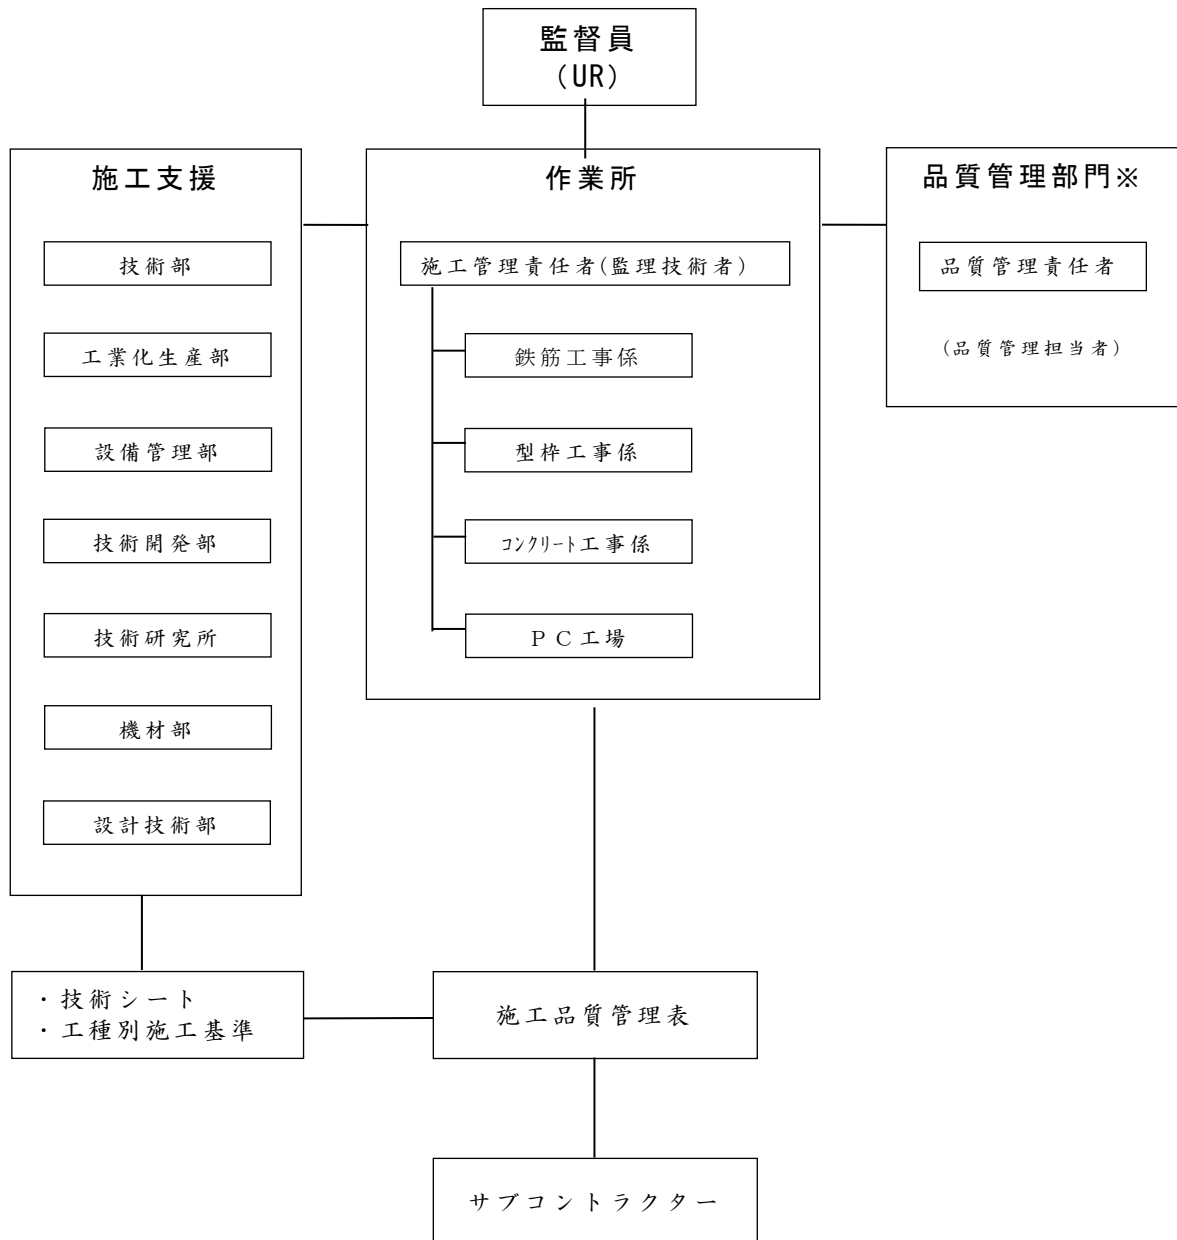 監督員
(UR)
施工支援
技術部
工業化生産部
設備管理部
技術開発部
技術研究所
機材部
設計技術部
作業所
施工管理責任者(監理技術者)
鉄筋工事係
型枠工事係
コンクリート工事係
PC工場
品質管理部門※
品質管理責任者
(品質管理担当者)
・技術シート
・工種別施工基準
施工品質管理表
サブコントラクター